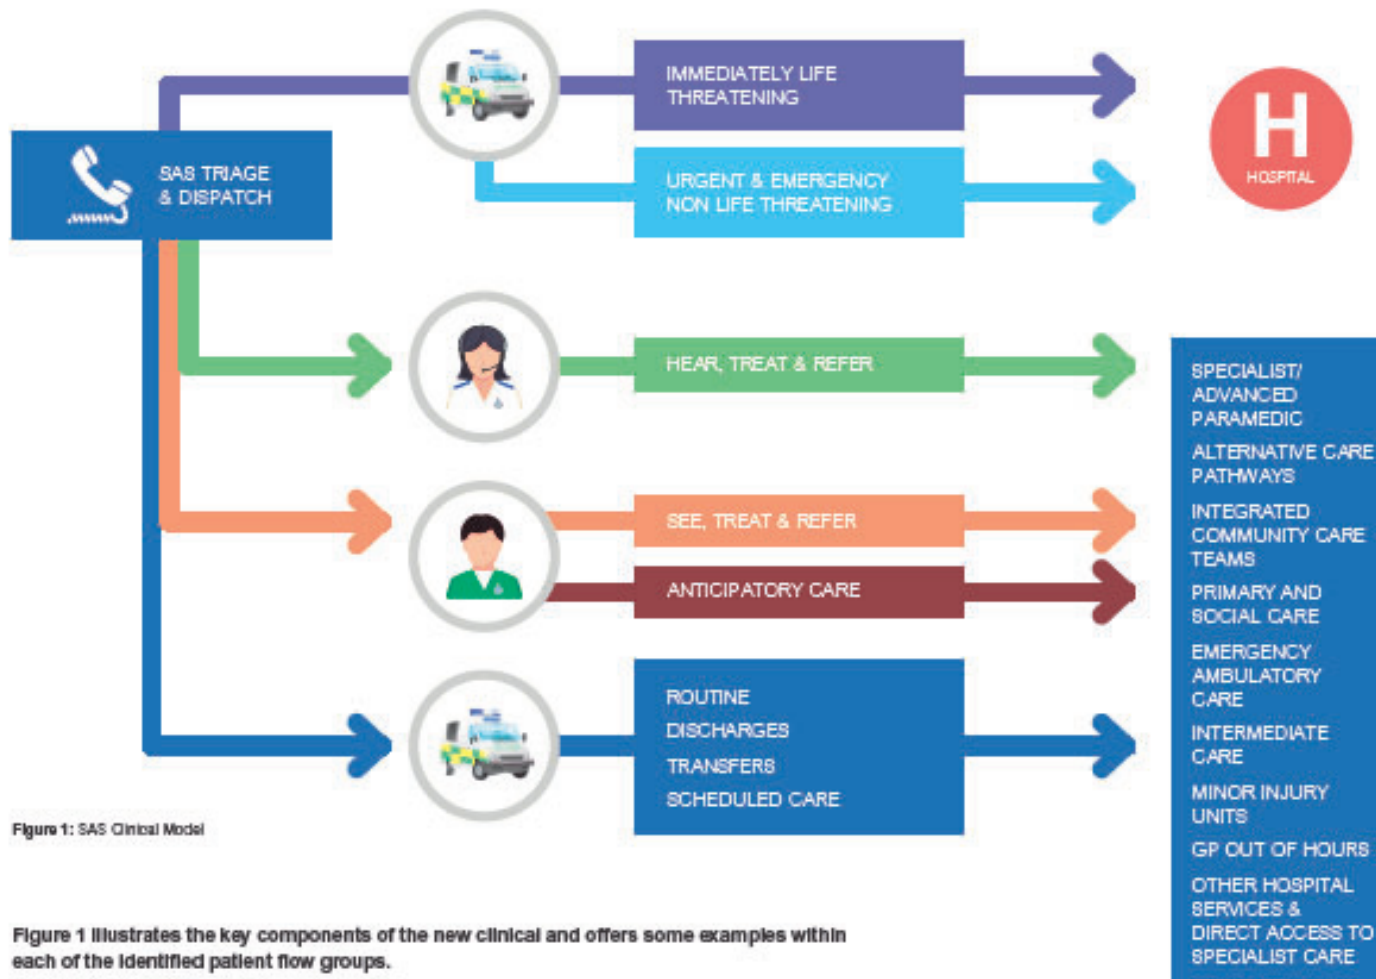 IMMEDIATELY LIFE
THREATENING
H
HOSPITAL
SAS TRIAGE
& DISPATCH
URGENT & EMERGENCY
NON LIFE THREATENING
HEAR, TREAT & REFER
SEE, TREAT & REFER
ANTICIPATORY CARE
ROUTINE
DISCHARGES
TRANSFERS
SCHEDULED CARE
SPECIALIST/
ADVANCED
PARAMEDIC
ALTERNATIVE CARE
PATHWAYS
INTEGRATED
COMMUNITY CARE
TEAMS
PRIMARY AND
SOCIAL CARE
EMERGENCY
AMBULATORY
CARE
INTERMEDIATE
CARE
MINOR INJURY
UNITS
GP OUT OF HOURS
OTHER HOSPITAL
SERVICES &
DIRECT ACCESS TO
SPECIALIST CARE
Figure 1: SAS Clinical Model
Figure 1 illustrates the key components of the new clinical and offers some examples within
each of the identified patient flow groups.